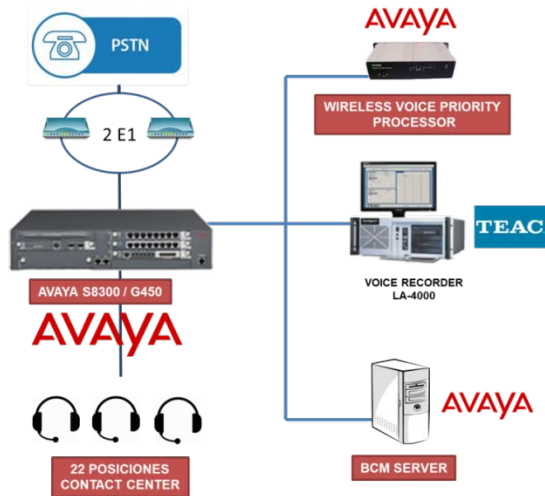 PSTN
2 E1
AVAYA S8300 / G450
AVAYA
22 POSICIONES
CONTACT CENTER
AVAYA
WIRELESS VOICE PRIORITY
PROCESSOR
TEAC
VOICE RECORDER
LA-4000
AVAYA
BCM SERVER